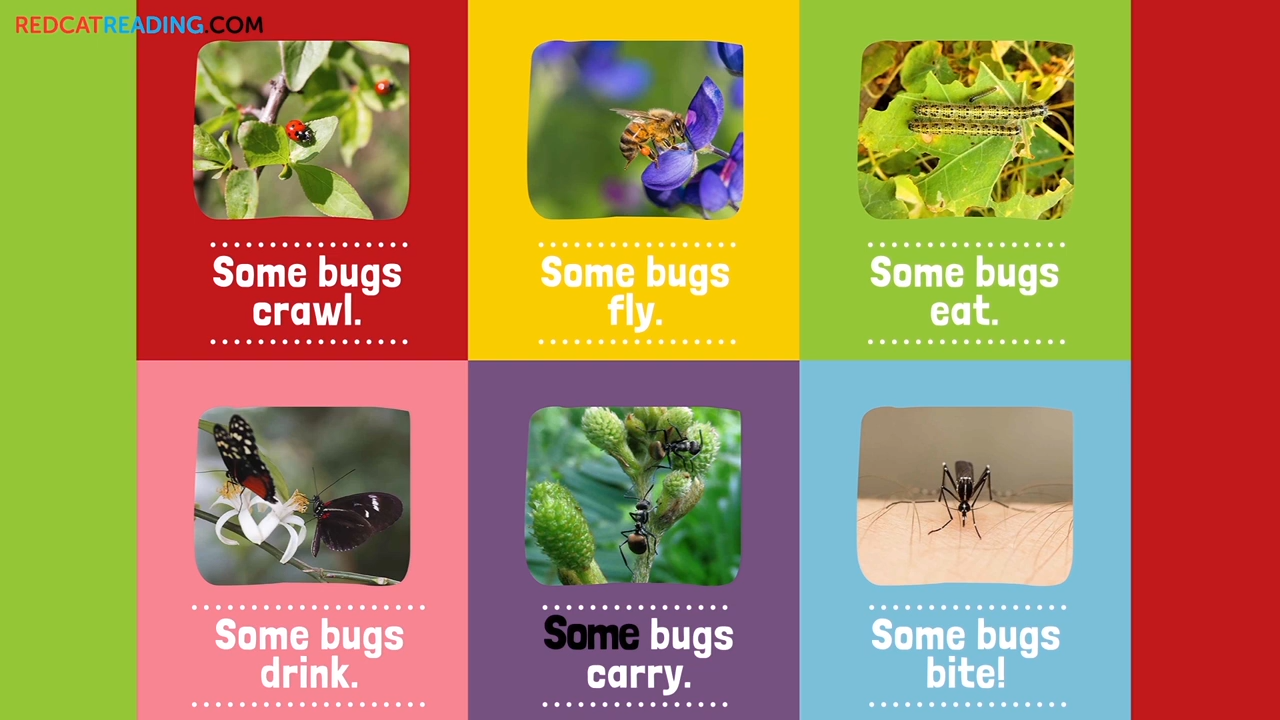 REDCATREADING.COM
Some bugs
crawl.
Some bugs
fly.
Some bugs
eat.
Some bugs
drink.
Some bugs
carry.
Some bugs
bite!